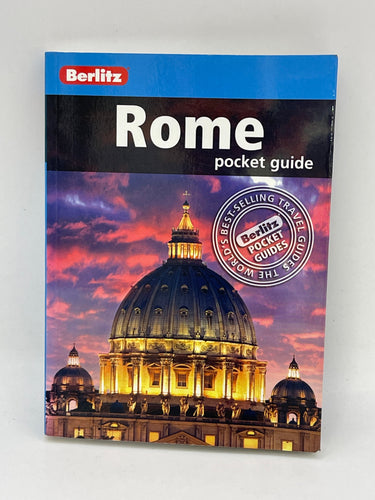 Berlitz
Rome
pocket guide
THE WORLD'S BEST-SELLING TRAVEL GUIDES
Berlitz
POCKET
GUIDES